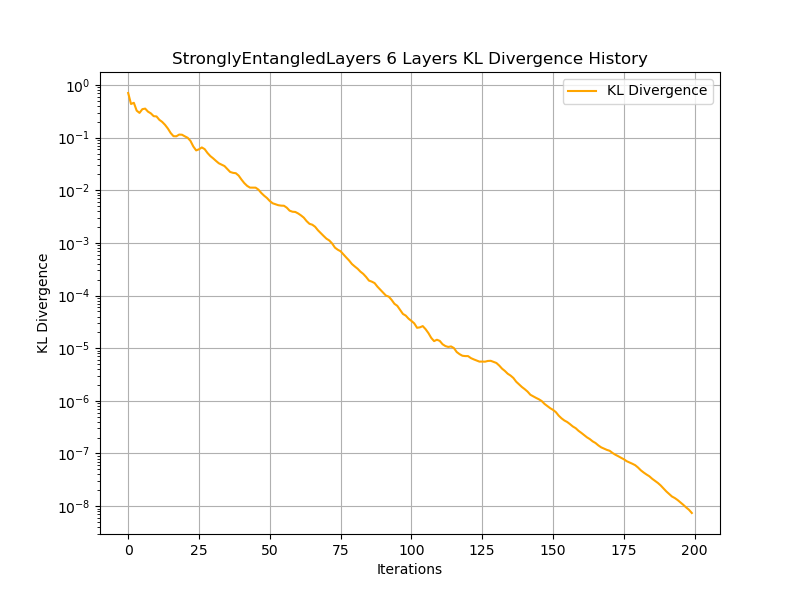 StronglyEntangledLayers 6 Layers KL Divergence History
KL Divergence
KL Divergence
10⁰
10⁻¹
10⁻²
10⁻³
10⁻⁴
10⁻⁵
10⁻⁶
10⁻⁷
10⁻⁸
0 25 50 75 100 125 150 175 200
Iterations